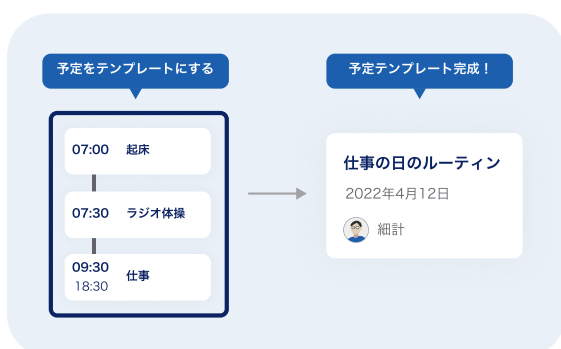 予定をテンプレートにする
07:00 起床
07:30 ラジオ体操
09:30
18:30 仕事
予定テンプレート完成！
仕事の日のルーティン
2022年4月12日
細計